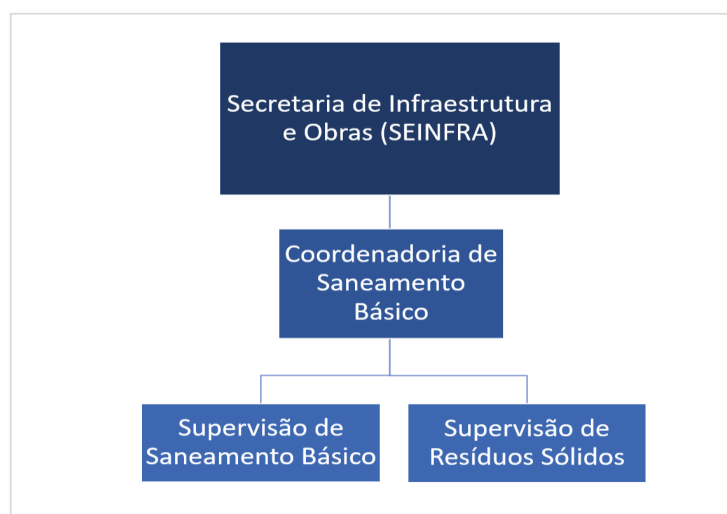 Secretaria de Infraestrutura
e Obras (SEINFRA)
Coordenadoria de
Saneamento
Básico
Supervisão de
Saneamento Básico
Supervisão de
Resíduos Sólidos